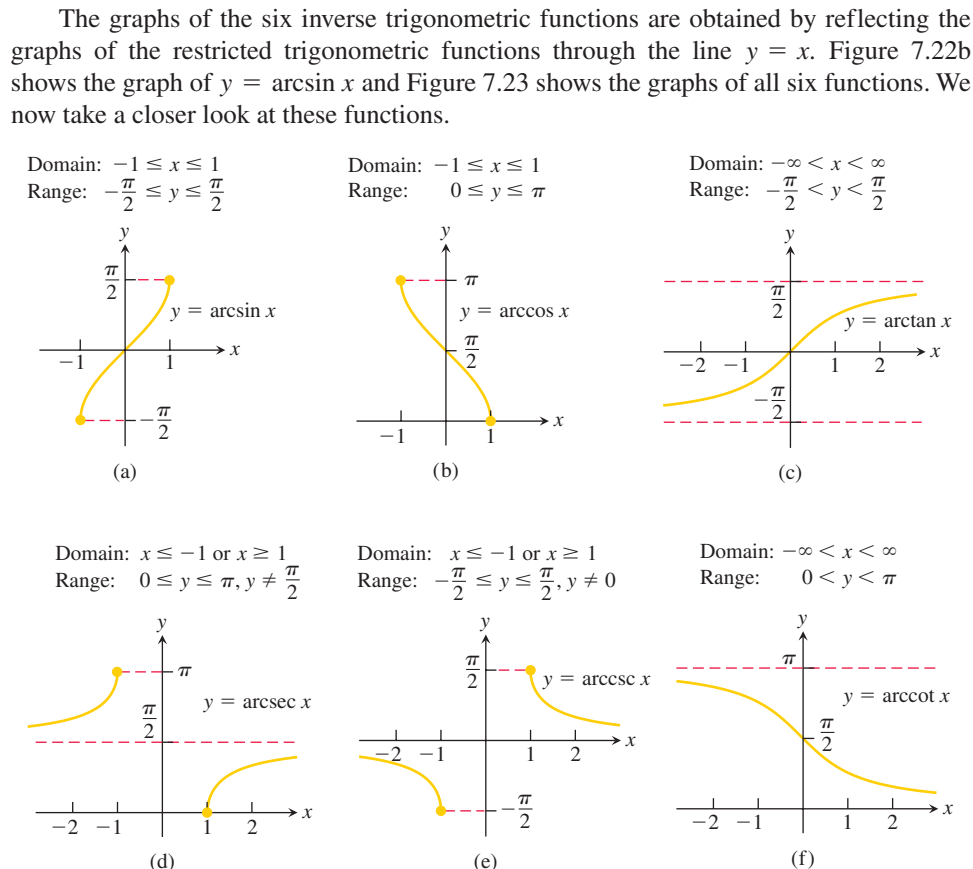 The graphs of the six inverse trigonometric functions are obtained by reflecting the
graphs of the restricted trigonometric functions through the line y = x. Figure 7.22b
shows the graph of y = arcsin x and Figure 7.23 shows the graphs of all six functions. We
now take a closer look at these functions.
Domain: −1 ≤ x ≤ 1
Range: −π/2 ≤ y ≤ π/2
y
π/2
y = arcsin x
−1
1
x
−π/2
(a)
Domain: −1 ≤ x ≤ 1
Range: 0 ≤ y ≤ π
y
π
y = arccos x
π/2
−1
1
x
(b)
Domain: −∞ < x < ∞
Range: −π/2 < y < π/2
y
π/2
y = arctan x
−2 −1 1 2
x
−π/2
(c)
Domain: x ≤ −1 or x ≥ 1
Range: 0 ≤ y ≤ π, y ≠ π/2
y
π
y = arcsec x
π/2
−2 −1 1 2
x
(d)
Domain: x ≤ −1 or x ≥ 1
Range: −π/2 ≤ y ≤ π/2, y ≠ 0
y
π/2
y = arccsc x
−2 −1 1 2
x
−π/2
(e)
Domain: −∞ < x < ∞
Range: 0 < y < π
y
π
y = arccot x
π/2
−2 −1 1 2
x
(f)